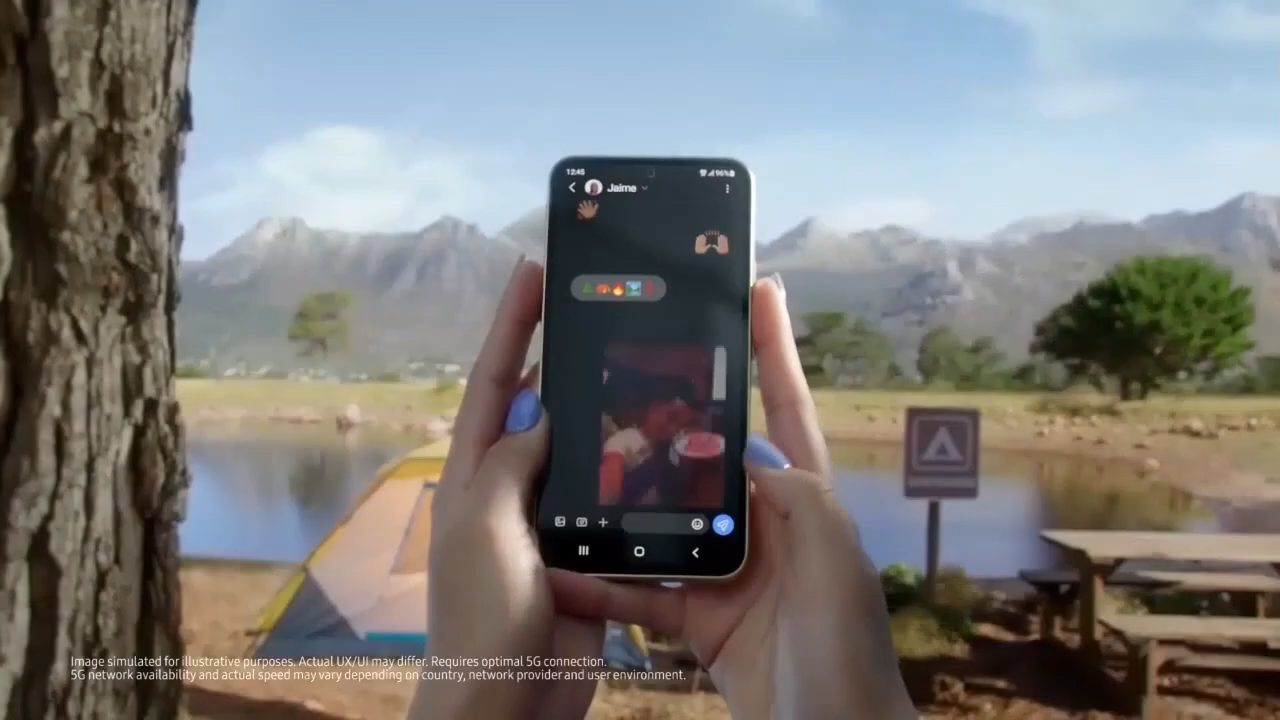 12:45
96%
Jaime
Image simulated for illustrative purposes. Actual UX/UI may differ. Requires optimal 5G connection.
5G network availability and actual speed may vary depending on country, network provider and user environment.